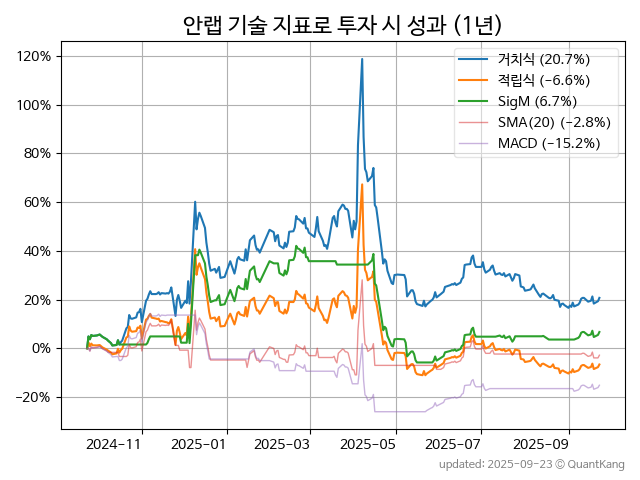 안랩 기술 지표로 투자 시 성과 (1년)
120%
100%
80%
60%
40%
20%
0%
−20%
거치식 (20.7%)
적립식 (−6.6%)
SigM (6.7%)
SMA(20) (−2.8%)
MACD (−15.2%)
2024-11
2025-01
2025-03
2025-05
2025-07
2025-09
updated: 2025-09-23 © QuantKang